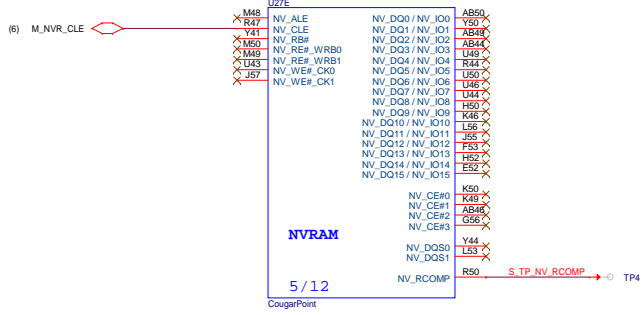 U27E
M48 NV_ALE NV_DQ0 / NV_IO0 AB50
(6) M_NVR_CLE R47 NV_CLE NV_DQ1 / NV_IO1 Y50
Y41 NV_RB# NV_DQ2 / NV_IO2 AB49
M50 NV_RE#_WRB0 NV_DQ3 / NV_IO3 AB44
M49 NV_RE#_WRB1 NV_DQ4 / NV_IO4 U49
U43 NV_WE#_CK0 NV_DQ5 / NV_IO5 R44
J57 NV_WE#_CK1 NV_DQ6 / NV_IO6 U50
NV_DQ7 / NV_IO7 U46
NV_DQ8 / NV_IO8 U44
NV_DQ9 / NV_IO9 H50
NV_DQ10 / NV_IO10 K46
NV_DQ11 / NV_IO11 L56
NV_DQ12 / NV_IO12 J55
NV_DQ13 / NV_IO13 F53
NV_DQ14 / NV_IO14 H52
NV_DQ15 / NV_IO15 E52
NV_CE#0 K50
NV_CE#1 K49
NV_CE#2 AB46
NV_CE#3 G56
NVRAM
NV_DQS0 Y44
NV_DQS1 L53
NV_RCOMP R50 S_TP_NV_RCOMP TP4
5/12
CougarPoint